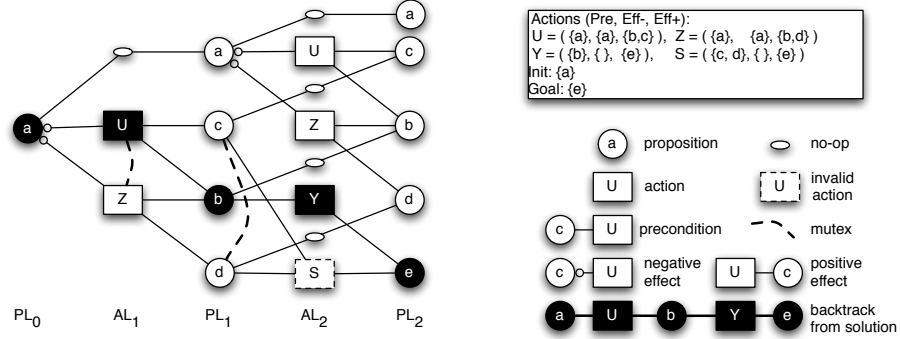 a
a U c
a U c Z b
Z b Y d
d S e
PL0 AL1 PL1 AL2 PL2
Actions (Pre, Eff-, Eff+):
U = ( {a}, {a}, {b,c} ), Z = ( {a}, {a}, {b,d} )
Y = ( {b}, { }, {e} ), S = ( {c, d}, { }, {e} )
Init: {a}
Goal: {e}
a proposition no-op
U action U invalid
action
c U precondition mutex
c U negative
effect U c positive
effect
a U b Y e backtrack
from solution